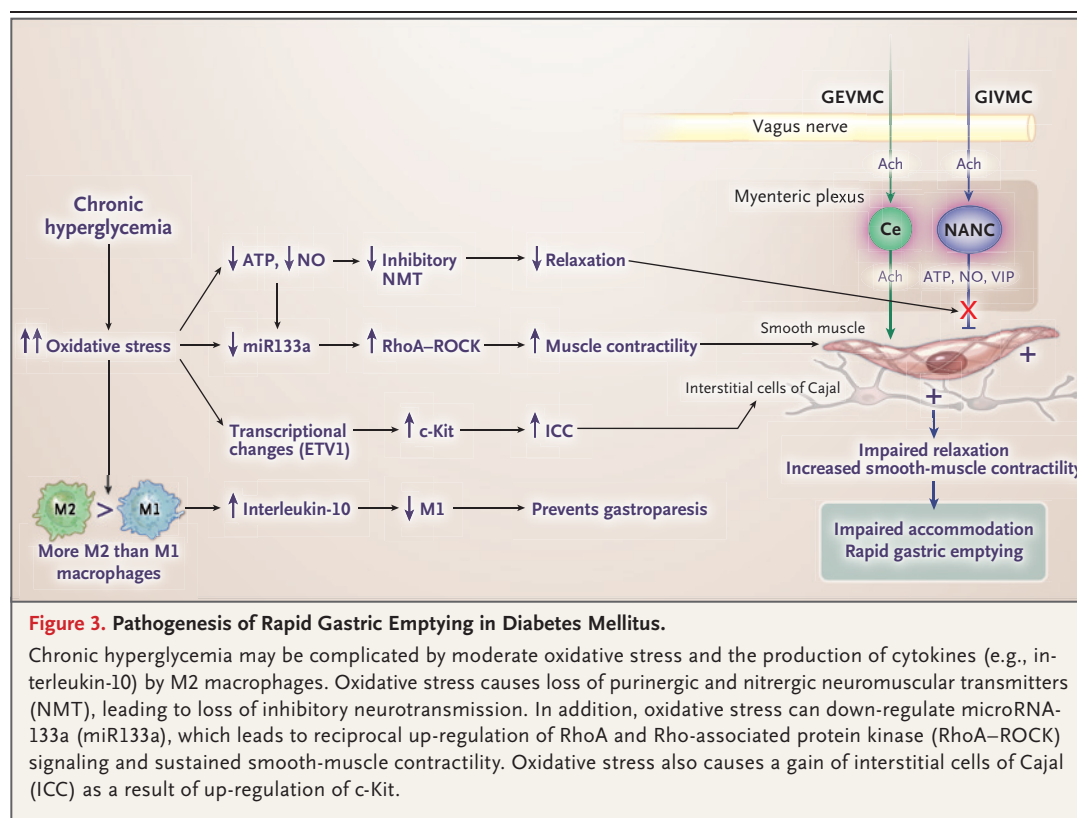 GEVMC
GIVMC
Vagus nerve
Ach
Ach
Myenteric plexus
Ce
NANC
Ach
ATP, NO, VIP
X
Chronic
hyperglycemia
↑↑ Oxidative stress
↓ ATP, ↓ NO
↓ Inhibitory
NMT
↓ Relaxation
↓ miR133a
↑ RhoA–ROCK
↑ Muscle contractility
Smooth muscle
+
Interstitial cells of Cajal
+
Transcriptional
changes (ETV1)
↑ c-Kit
↑ ICC
Impaired relaxation
Increased smooth-muscle contractility
M2 > M1
More M2 than M1
macrophages
↑ Interleukin-10
↓ M1
Prevents gastroparesis
Impaired accommodation
Rapid gastric emptying
Figure 3. Pathogenesis of Rapid Gastric Emptying in Diabetes Mellitus.
Chronic hyperglycemia may be complicated by moderate oxidative stress and the production of cytokines (e.g., in-
terleukin-10) by M2 macrophages. Oxidative stress causes loss of purinergic and nitrergic neuromuscular transmitters
(NMT), leading to loss of inhibitory neurotransmission. In addition, oxidative stress can down-regulate microRNA-
133a (miR133a), which leads to reciprocal up-regulation of RhoA and Rho-associated protein kinase (RhoA–ROCK)
signaling and sustained smooth-muscle contractility. Oxidative stress also causes a gain of interstitial cells of Cajal
(ICC) as a result of up-regulation of c-Kit.